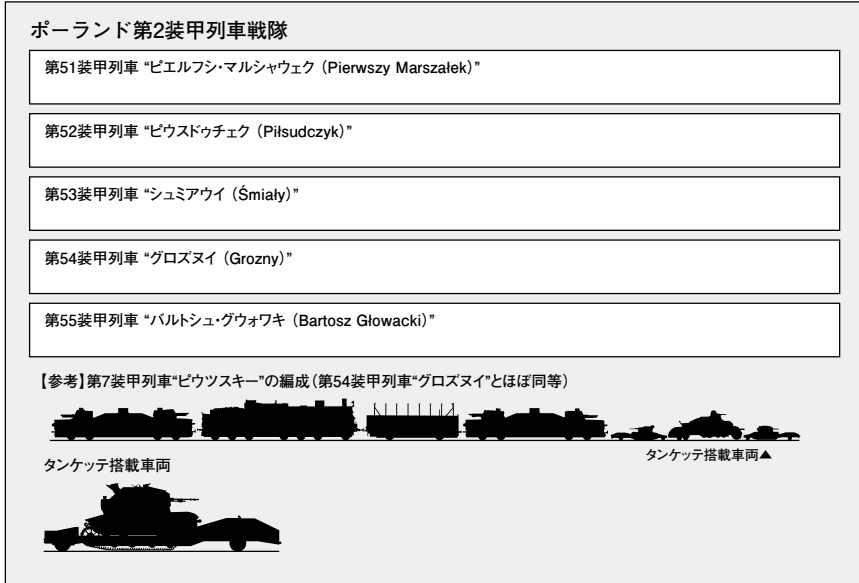 ポーランド第2装甲列車戦隊
第51装甲列車 “ピエルフシ・マルシャウェク（Pierwszy Marszałek）”
第52装甲列車 “ピウスドゥチェク（Piłsudczyk）”
第53装甲列車 “シュミアウイ（Śmiały）”
第54装甲列車 “グロズヌイ（Grozny）”
第55装甲列車 “バルトシュ・グウォワキ（Bartosz Głowacki）”
【参考】第7装甲列車“ピウツスキー”の編成（第54装甲列車“グロズヌイ”とほぼ同等）
タンケッテ搭載車両▲
タンケッテ搭載車両